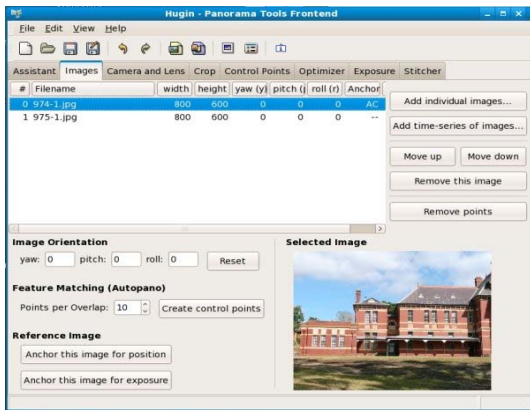 Hugin - Panorama Tools Frontend
File Edit View Help
Assistant Images Camera and Lens Crop Control Points Optimizer Exposure Stitcher
# Filename width height yaw (y) pitch (p roll (r) Anchor
0 974-1.jpg 800 600 0 0 0 AC
1 975-1.jpg 800 600 0 0 0 --
Add individual images...
Add time-series of images...
Move up Move down
Remove this image
Remove points
Image Orientation
yaw: 0 pitch: 0 roll: 0 Reset
Feature Matching (Autopano)
Points per Overlap: 10 Create control points
Reference Image
Anchor this image for position
Anchor this image for exposure
Selected Image